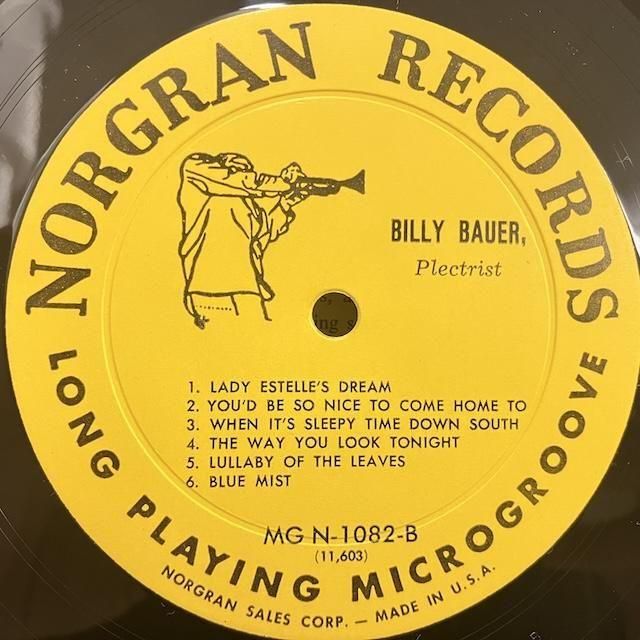 NORGRAN RECORDS
BILLY BAUER,
Plectrist
1. LADY ESTELLE'S DREAM
2. YOU'D BE SO NICE TO COME HOME TO
3. WHEN IT'S SLEEPY TIME DOWN SOUTH
4. THE WAY YOU LOOK TONIGHT
5. LULLABY OF THE LEAVES
6. BLUE MIST
MG N-1082-B
(11,603)
LONG PLAYING MICROGROOVE
NORGRAN SALES CORP. — MADE IN U.S.A.